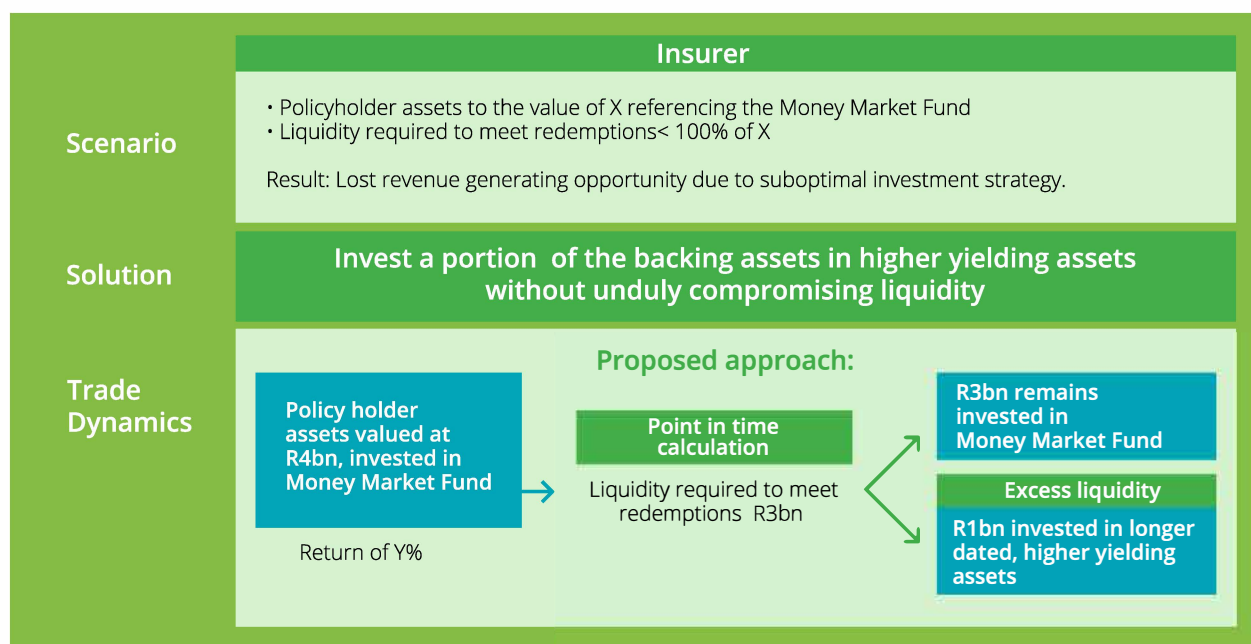 Insurer
Scenario
• Policyholder assets to the value of X referencing the Money Market Fund
• Liquidity required to meet redemptions< 100% of X
Result: Lost revenue generating opportunity due to suboptimal investment strategy.
Solution
Invest a portion of the backing assets in higher yielding assets
without unduly compromising liquidity
Trade
Dynamics
Proposed approach:
Policy holder
assets valued at
R4bn, invested in
Money Market Fund
Return of Y%
Point in time
calculation
Liquidity required to meet
redemptions R3bn
R3bn remains
invested in
Money Market Fund
Excess liquidity
R1bn invested in longer
dated, higher yielding
assets